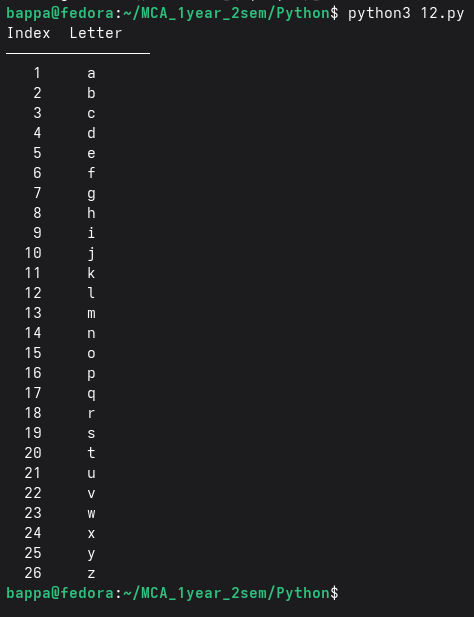 bappa@fedora:~/MCA_1year_2sem/Python$ python3 12.py
Index  Letter
────────────────
   1     a
   2     b
   3     c
   4     d
   5     e
   6     f
   7     g
   8     h
   9     i
  10     j
  11     k
  12     l
  13     m
  14     n
  15     o
  16     p
  17     q
  18     r
  19     s
  20     t
  21     u
  22     v
  23     w
  24     x
  25     y
  26     z
bappa@fedora:~/MCA_1year_2sem/Python$